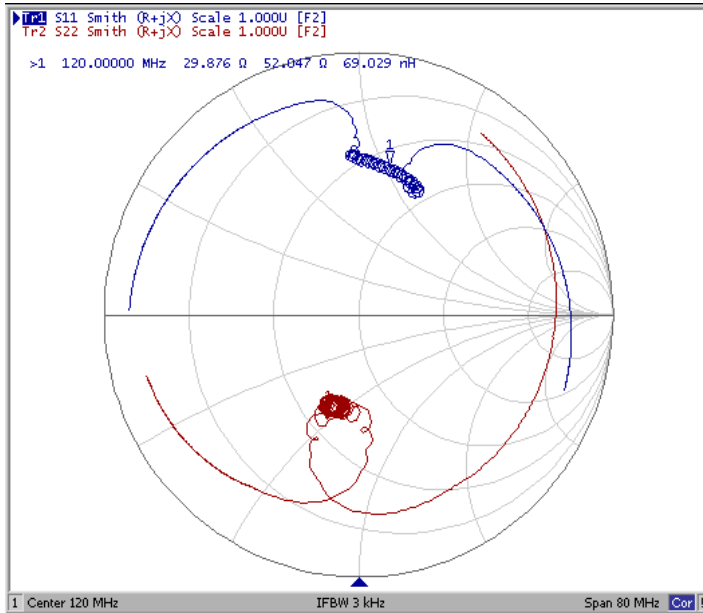 Tr1 S11 Smith (R+jX) Scale 1.000U [F2]
Tr2 S22 Smith (R+jX) Scale 1.000U [F2]
>1 120.00000 MHz 29.876 Ω 52.047 Ω 69.029 nH
1
1 Center 120 MHz IFBW 3 kHz Span 80 MHz Cor !